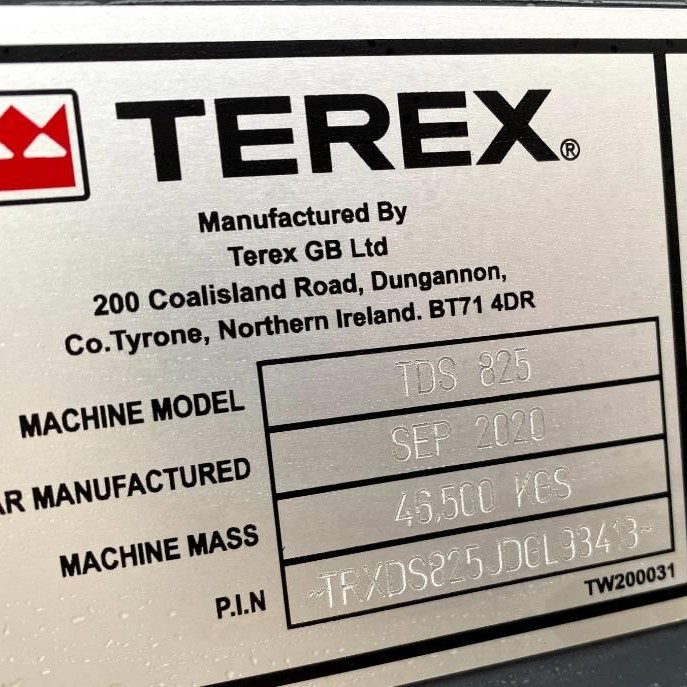 TEREX®
Manufactured By
Terex GB Ltd
200 Coalisland Road, Dungannon,
Co.Tyrone, Northern Ireland. BT71 4DR
MACHINE MODEL TDS 825
AR MANUFACTURED SEP 2020
MACHINE MASS 46,500 KGS
P.I.N ~TRXDS825JDGL93413~
TW200031